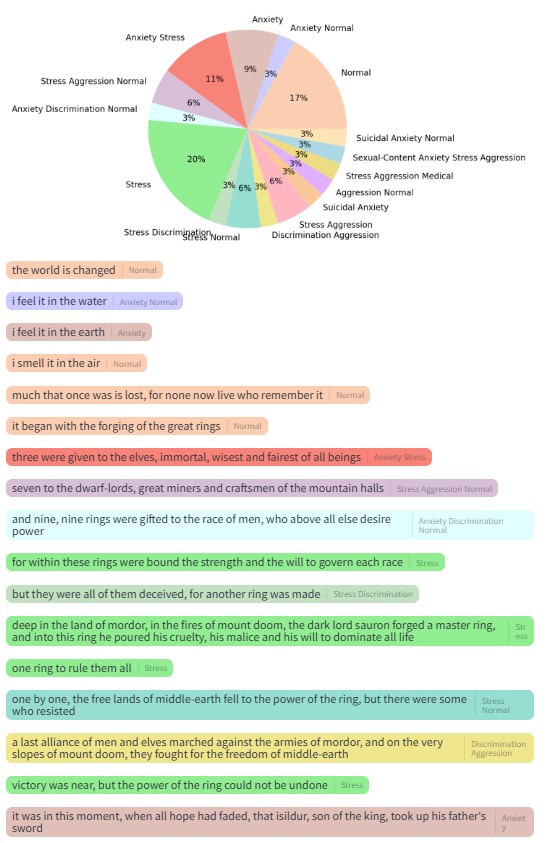 Anxiety
Anxiety Normal
Anxiety Stress
9%
3%
Normal
11%
17%
Stress Aggression Normal
6%
Anxiety Discrimination Normal
3%
3%
Suicidal Anxiety Normal
3%
Sexual-Content Anxiety Stress Aggression
3%
20%
3%
Stress Aggression Medical
3%
Stress
3%
6%
3%
6%
Aggression Normal
Suicidal Anxiety
Stress Aggression
Stress Discrimination
Stress Normal
Discrimination Aggression
the world is changed Normal
i feel it in the water Anxiety Normal
i feel it in the earth Anxiety
i smell it in the air Normal
much that once was is lost, for none now live who remember it Normal
it began with the forging of the great rings Normal
three were given to the elves, immortal, wisest and fairest of all beings Anxiety Stress
seven to the dwarf-lords, great miners and craftsmen of the mountain halls Stress Aggression Normal
and nine, nine rings were gifted to the race of men, who above all else desire
power
Anxiety Discrimination
Normal
for within these rings were bound the strength and the will to govern each race Stress
but they were all of them deceived, for another ring was made Stress Discrimination
deep in the land of mordor, in the fires of mount doom, the dark lord sauron forged a master ring,
and into this ring he poured his cruelty, his malice and his will to dominate all life
Str
ess
one ring to rule them all Stress
one by one, the free lands of middle-earth fell to the power of the ring, but there were some
who resisted
Stress
Normal
a last alliance of men and elves marched against the armies of mordor, and on the very
slopes of mount doom, they fought for the freedom of middle-earth
Discrimination
Aggression
victory was near, but the power of the ring could not be undone Stress
it was in this moment, when all hope had faded, that isildur, son of the king, took up his father's
sword
Anxiet
y